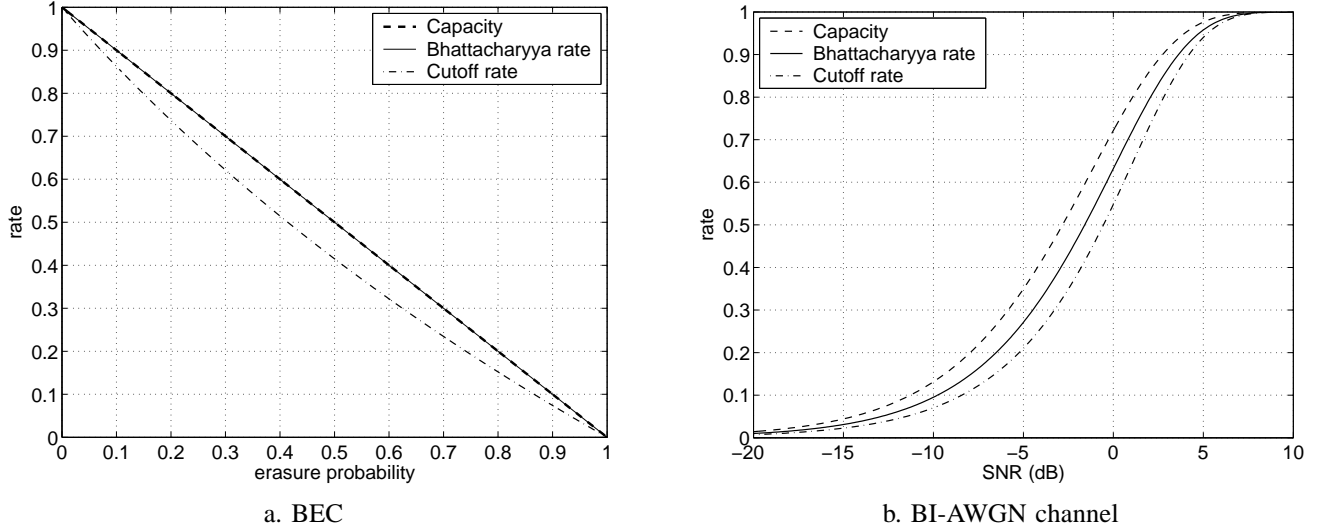 1
0.9
0.8
0.7
0.6
0.5
0.4
0.3
0.2
0.1
0
rate
Capacity
Bhattacharyya rate
Cutoff rate
0 0.1 0.2 0.3 0.4 0.5 0.6 0.7 0.8 0.9 1
erasure probability
a. BEC
1
0.9
0.8
0.7
0.6
0.5
0.4
0.3
0.2
0.1
0
rate
Capacity
Bhattacharyya rate
Cutoff rate
−20 −15 −10 −5 0 5 10
SNR (dB)
b. BI-AWGN channel